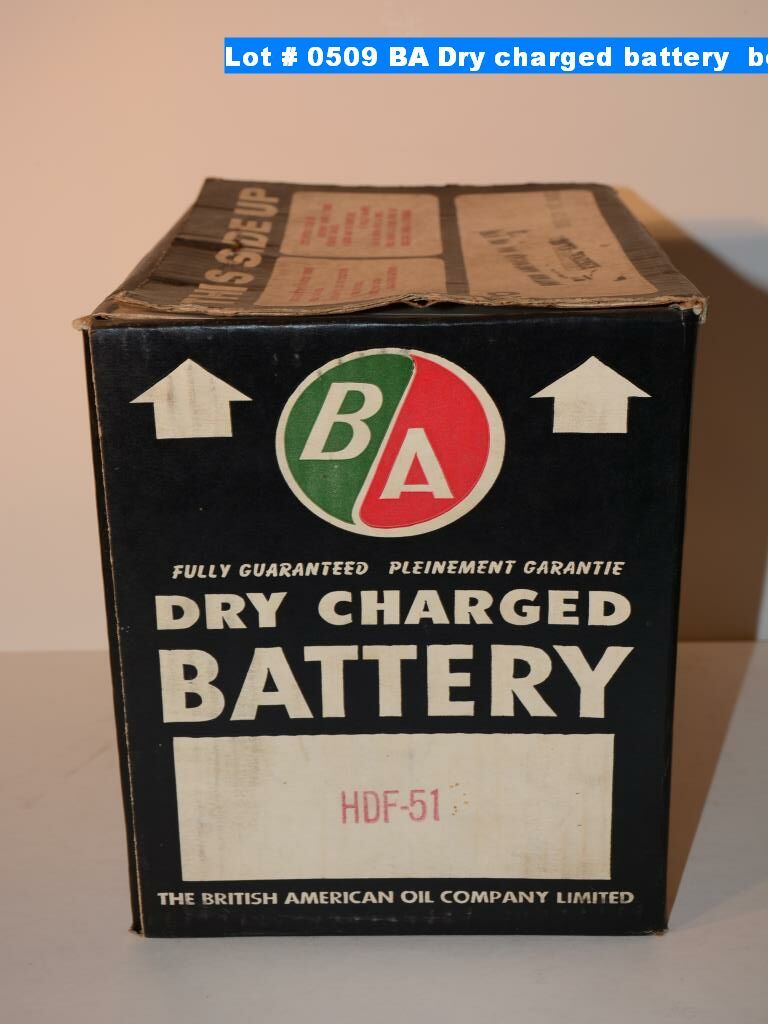 Lot # 0509 BA Dry charged battery
THIS SIDE UP
BA
FULLY GUARANTEED PLEINEMENT GARANTIE
DRY CHARGED
BATTERY
HDF-51
THE BRITISH AMERICAN OIL COMPANY LIMITED